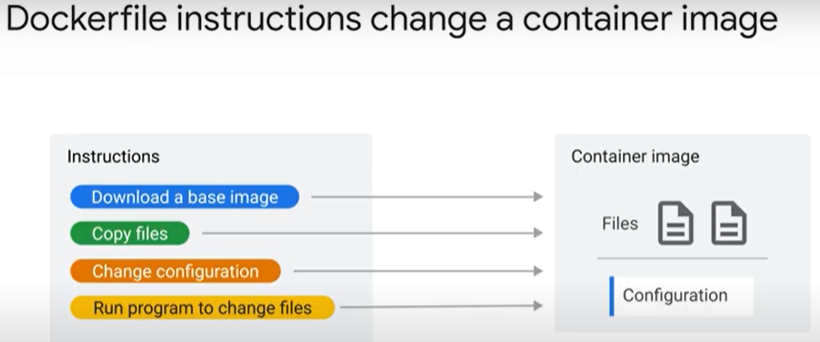 Dockerfile instructions change a container image
Instructions
Download a base image
Copy files
Change configuration
Run program to change files
Container image
Files
Configuration